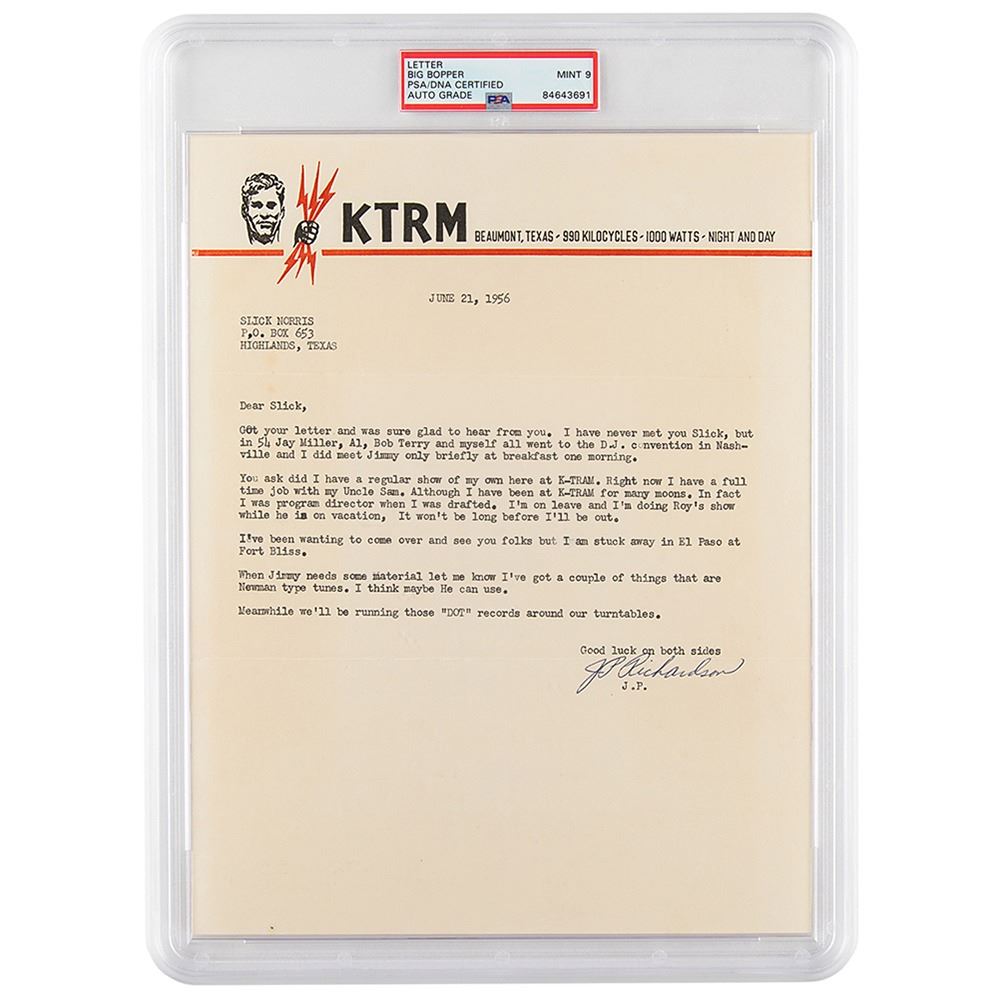 LETTER
BIG BOPPER MINT 9
PSA/DNA CERTIFIED
AUTO GRADE PSA 84643691
KTRM BEAUMONT, TEXAS - 990 KILOCYCLES - 1000 WATTS - NIGHT AND DAY
JUNE 21, 1956
SLICK NORRIS
P,O. BOX 653
HIGHLANDS, TEXAS
Dear Slick,
Got your letter and was sure glad to hear from you. I have never met you Slick, but
in 54 Jay Miller, Al, Bob Terry and myself all went to the D.J. convention in Nash-
ville and I did meet Jimmy only briefly at breakfast one morning.
You ask did I have a regular show of my own here at K-TRAM. Right now I have a full
time job with my Uncle Sam. Although I have been at K-TRAM for many moons. In fact
I was program director when I was drafted. I'm on leave and I'm doing Roy's show
while he is on vacation, It won't be long before I'll be out.
I've been wanting to come over and see you folks but I am stuck away in El Paso at
Fort Bliss.
When Jimmy needs some material let me know I've got a couple of things that are
Newman type tunes. I think maybe He can use.
Meanwhile we'll be running those "DOT" records around our turntables.
Good luck on both sides
JP Richardson
J.P.